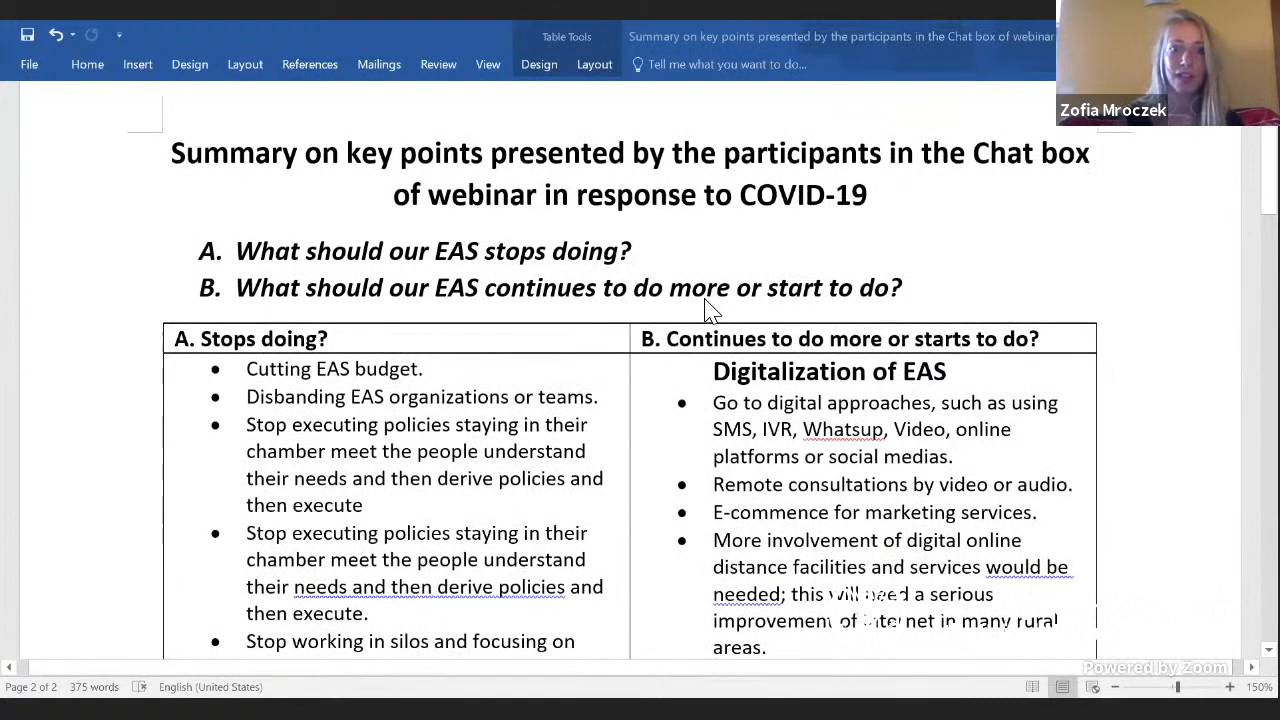 Table Tools
Summary on key points presented by the participants in the Chat box of webinar
File Home Insert Design Layout References Mailings Review View Design Layout Tell me what you want to do...
Zofia Mroczek
Summary on key points presented by the participants in the Chat box
of webinar in response to COVID-19
A. What should our EAS stops doing?
B. What should our EAS continues to do more or start to do?
A. Stops doing?
• Cutting EAS budget.
• Disbanding EAS organizations or teams.
• Stop executing policies staying in their
chamber meet the people understand
their needs and then derive policies and
then execute
• Stop executing policies staying in their
chamber meet the people understand
their needs and then derive policies and
then execute.
• Stop working in silos and focusing on
B. Continues to do more or starts to do?
Digitalization of EAS
• Go to digital approaches, such as using
SMS, IVR, Whatsup, Video, online
platforms or social medias.
• Remote consultations by video or audio.
• E-commence for marketing services.
• More involvement of digital online
distance facilities and services would be
needed; this will need a serious
improvement of internet in many rural
areas.
Powered by Zoom
Page 2 of 2 375 words English (United States) 150%